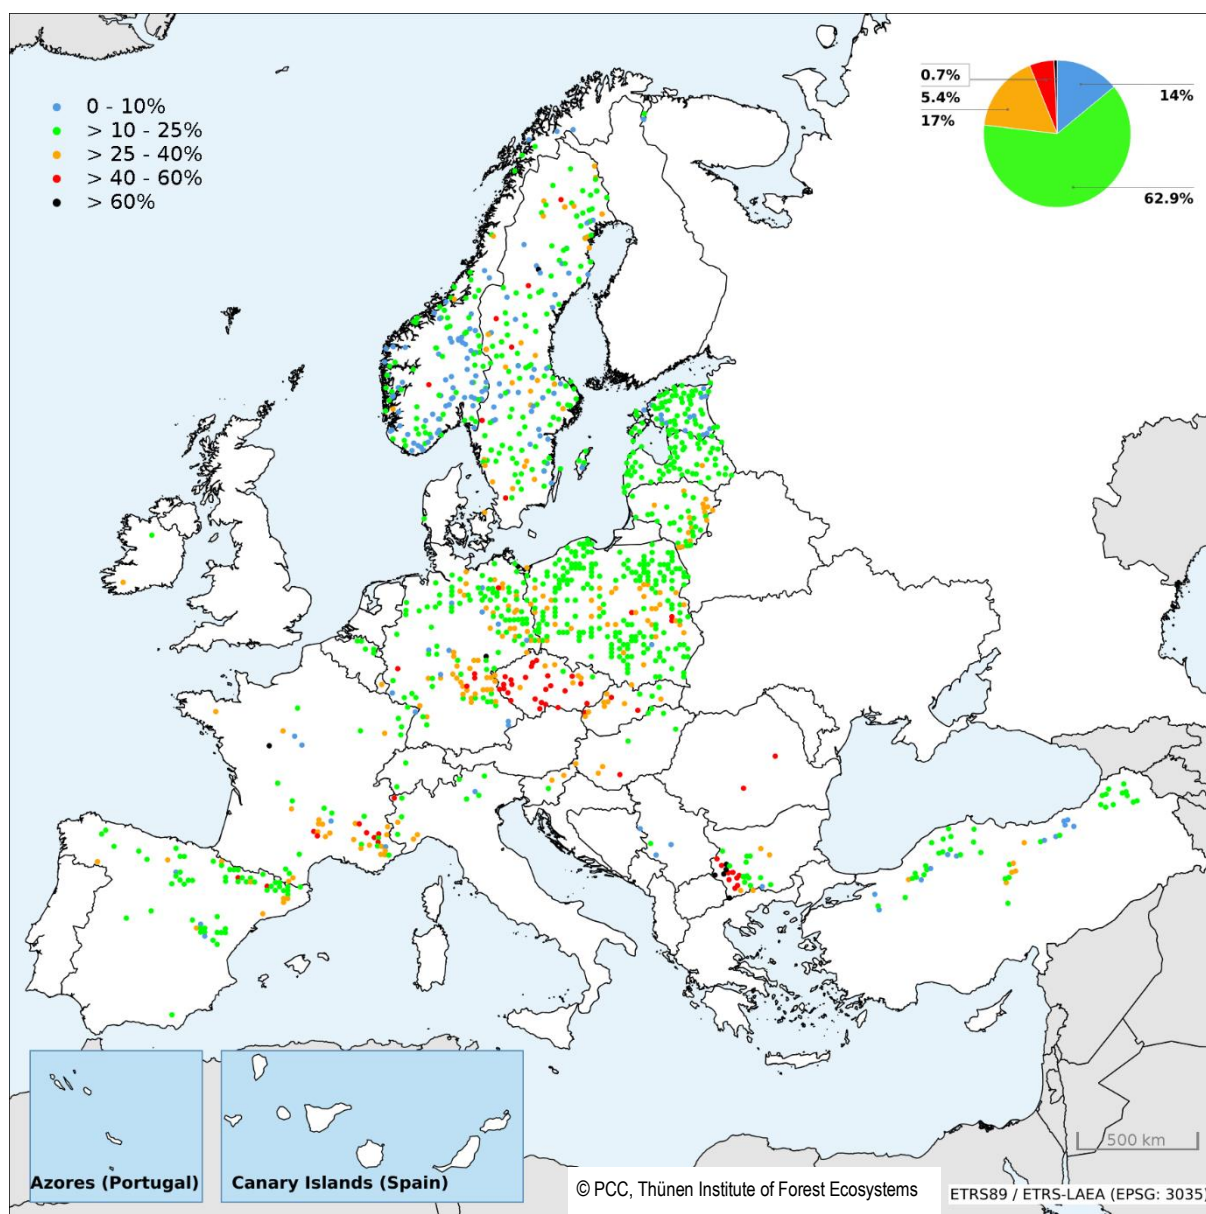 0 - 10%
> 10 - 25%
> 25 - 40%
> 40 - 60%
> 60%
0.7%
5.4%
17%
14%
62.9%
500 km
Azores (Portugal)
Canary Islands (Spain)
© PCC, Thünen Institute of Forest Ecosystems
ETRS89 / ETRS-LAEA (EPSG: 3035)